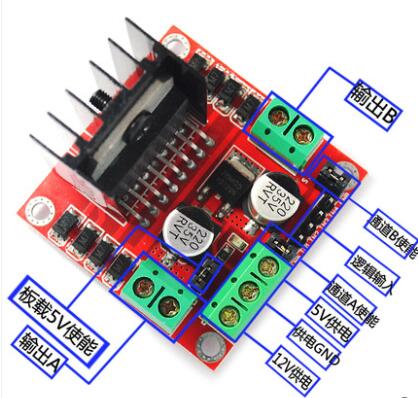 输出B
220
35V
RVT
220
35V
RVT
通道B使能
逻辑输入
通道A使能
5V供电
供电GND
12V供电
板载5V使能
输出A